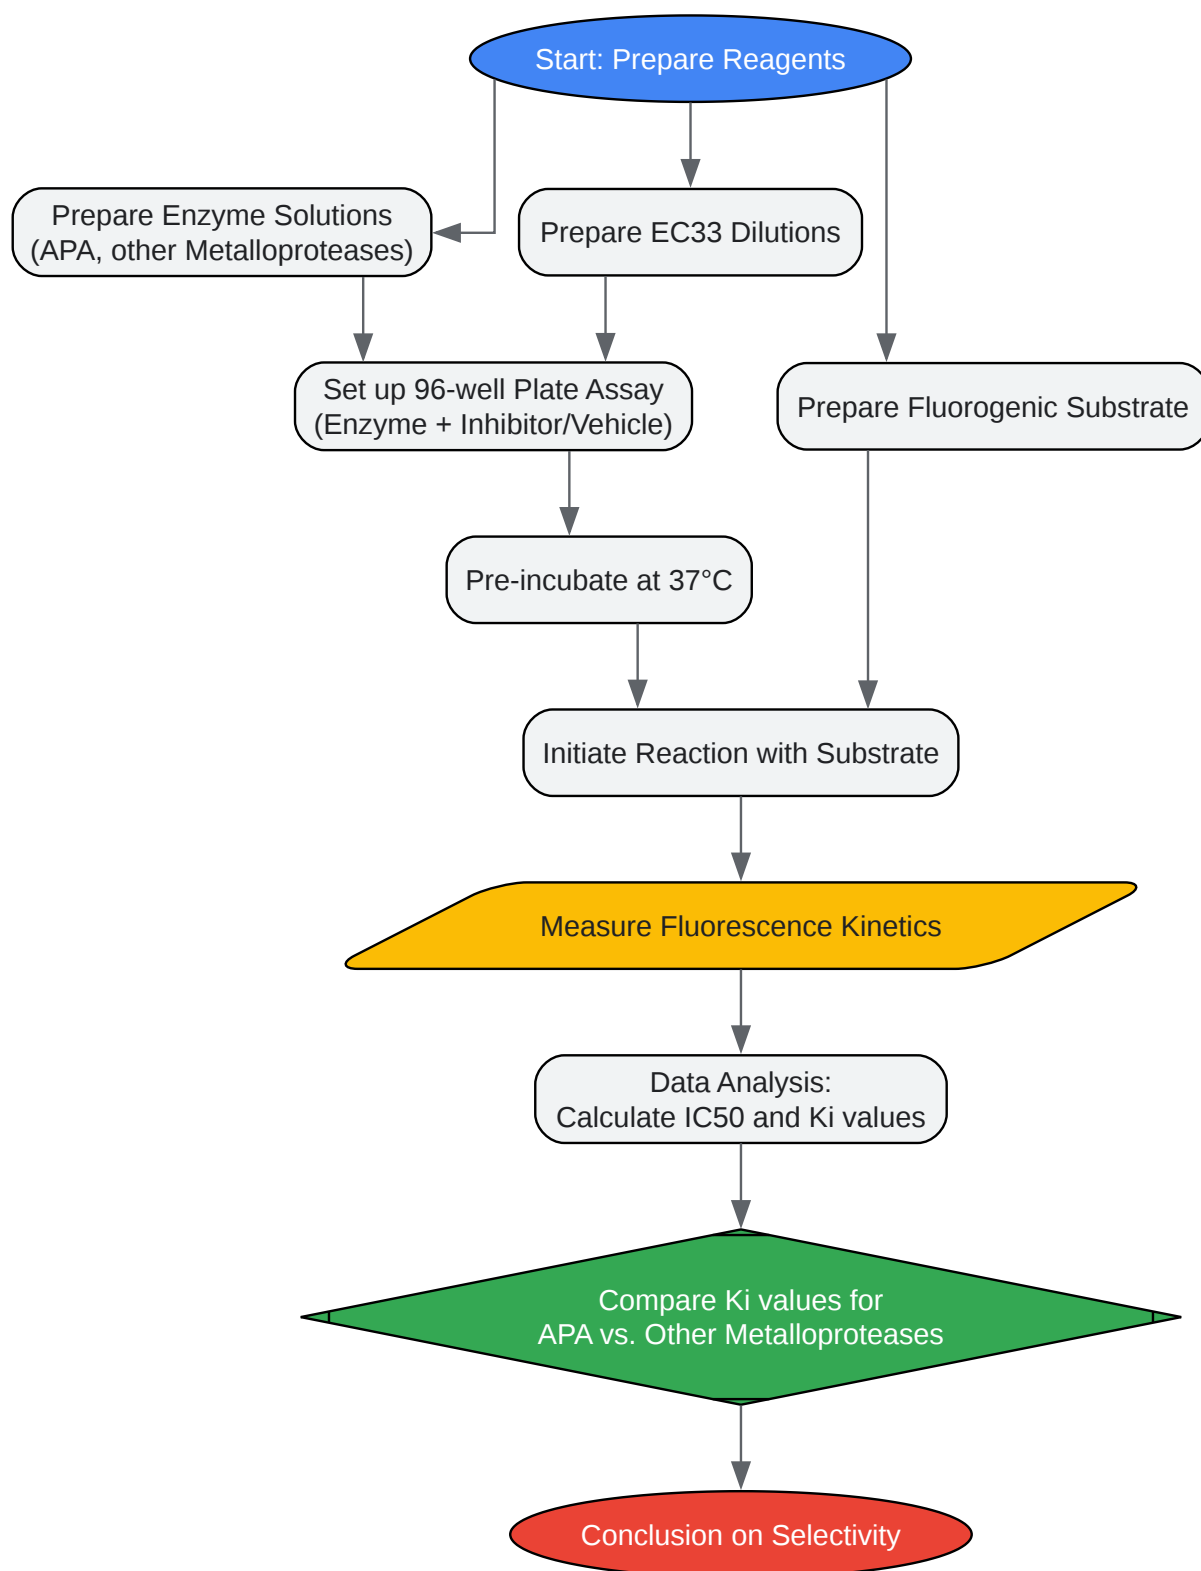 Start: Prepare Reagents
Prepare Enzyme Solutions
(APA, other Metalloproteases)
Prepare EC33 Dilutions
Set up 96-well Plate Assay
(Enzyme + Inhibitor/Vehicle)
Prepare Fluorogenic Substrate
Pre-incubate at 37°C
Initiate Reaction with Substrate
Measure Fluorescence Kinetics
Data Analysis:
Calculate IC50 and Ki values
Compare Ki values for
APA vs. Other Metalloproteases
Conclusion on Selectivity